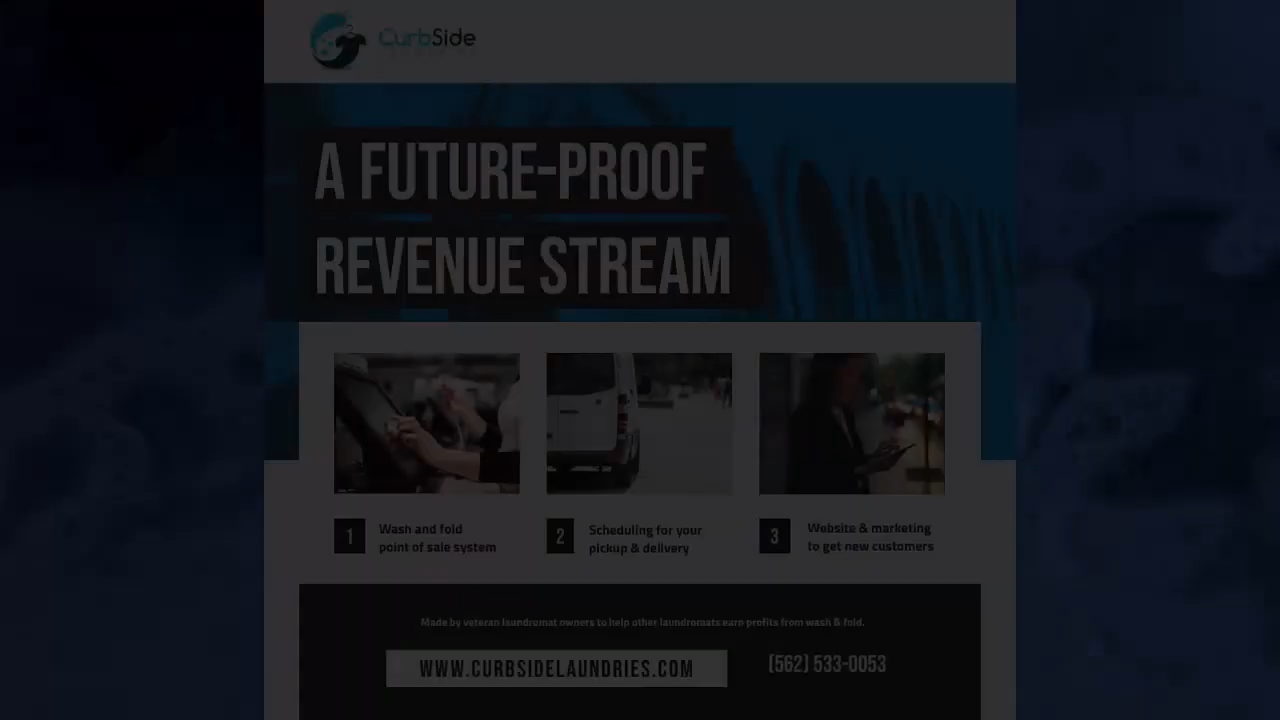 CurbSide
A FUTURE-PROOF
REVENUE STREAM
1
Wash and fold
point of sale system
2
Scheduling for your
pickup & delivery
3
Website & marketing
to get new customers
Made by veteran laundromat owners to help other laundromats earn profits from wash & fold.
WWW.CURBSIDELAUNDRIES.COM
(562) 533-0053